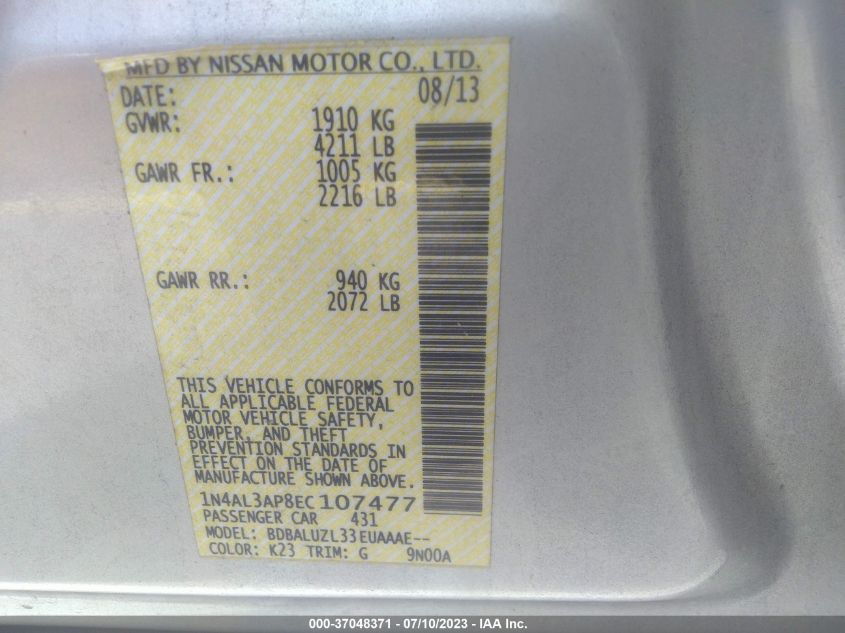 MFD BY NISSAN MOTOR CO., LTD.
DATE: 08/13
GVWR: 1910 KG
4211 LB
GAWR FR.: 1005 KG
2216 LB
GAWR RR.: 940 KG
2072 LB
THIS VEHICLE CONFORMS TO
ALL APPLICABLE FEDERAL
MOTOR VEHICLE SAFETY,
BUMPER, AND THEFT
PREVENTION STANDARDS IN
EFFECT ON THE DATE OF
MANUFACTURE SHOWN ABOVE.
1N4AL3AP8EC107477
PASSENGER CAR 431
MODEL: BDBALUZL33EUAAAE--
COLOR: K23 TRIM: G 9N00A
000-37048371 - 07/10/2023 - IAA Inc.